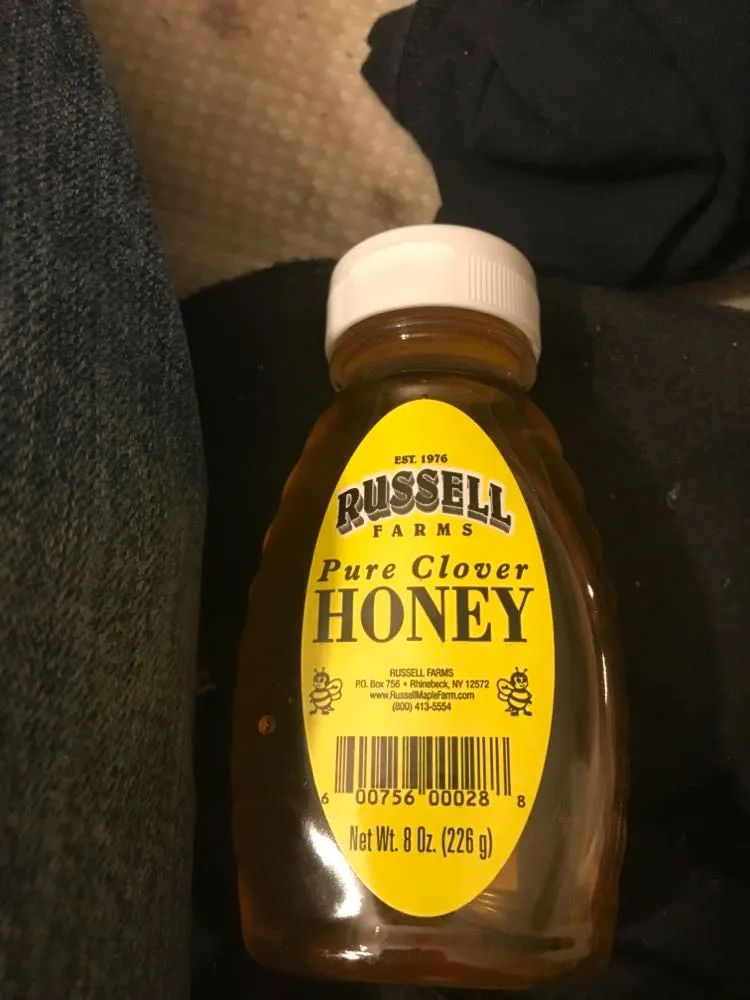 EST. 1976
RUSSELL
FARMS
Pure Clover
HONEY
RUSSELL FARMS
P.O. Box 756 • Rhinebeck, NY 12572
www.RussellMapleFarm.com
(800) 413-5554
6 00756 00028 8
Net Wt. 8 Oz. (226 g)